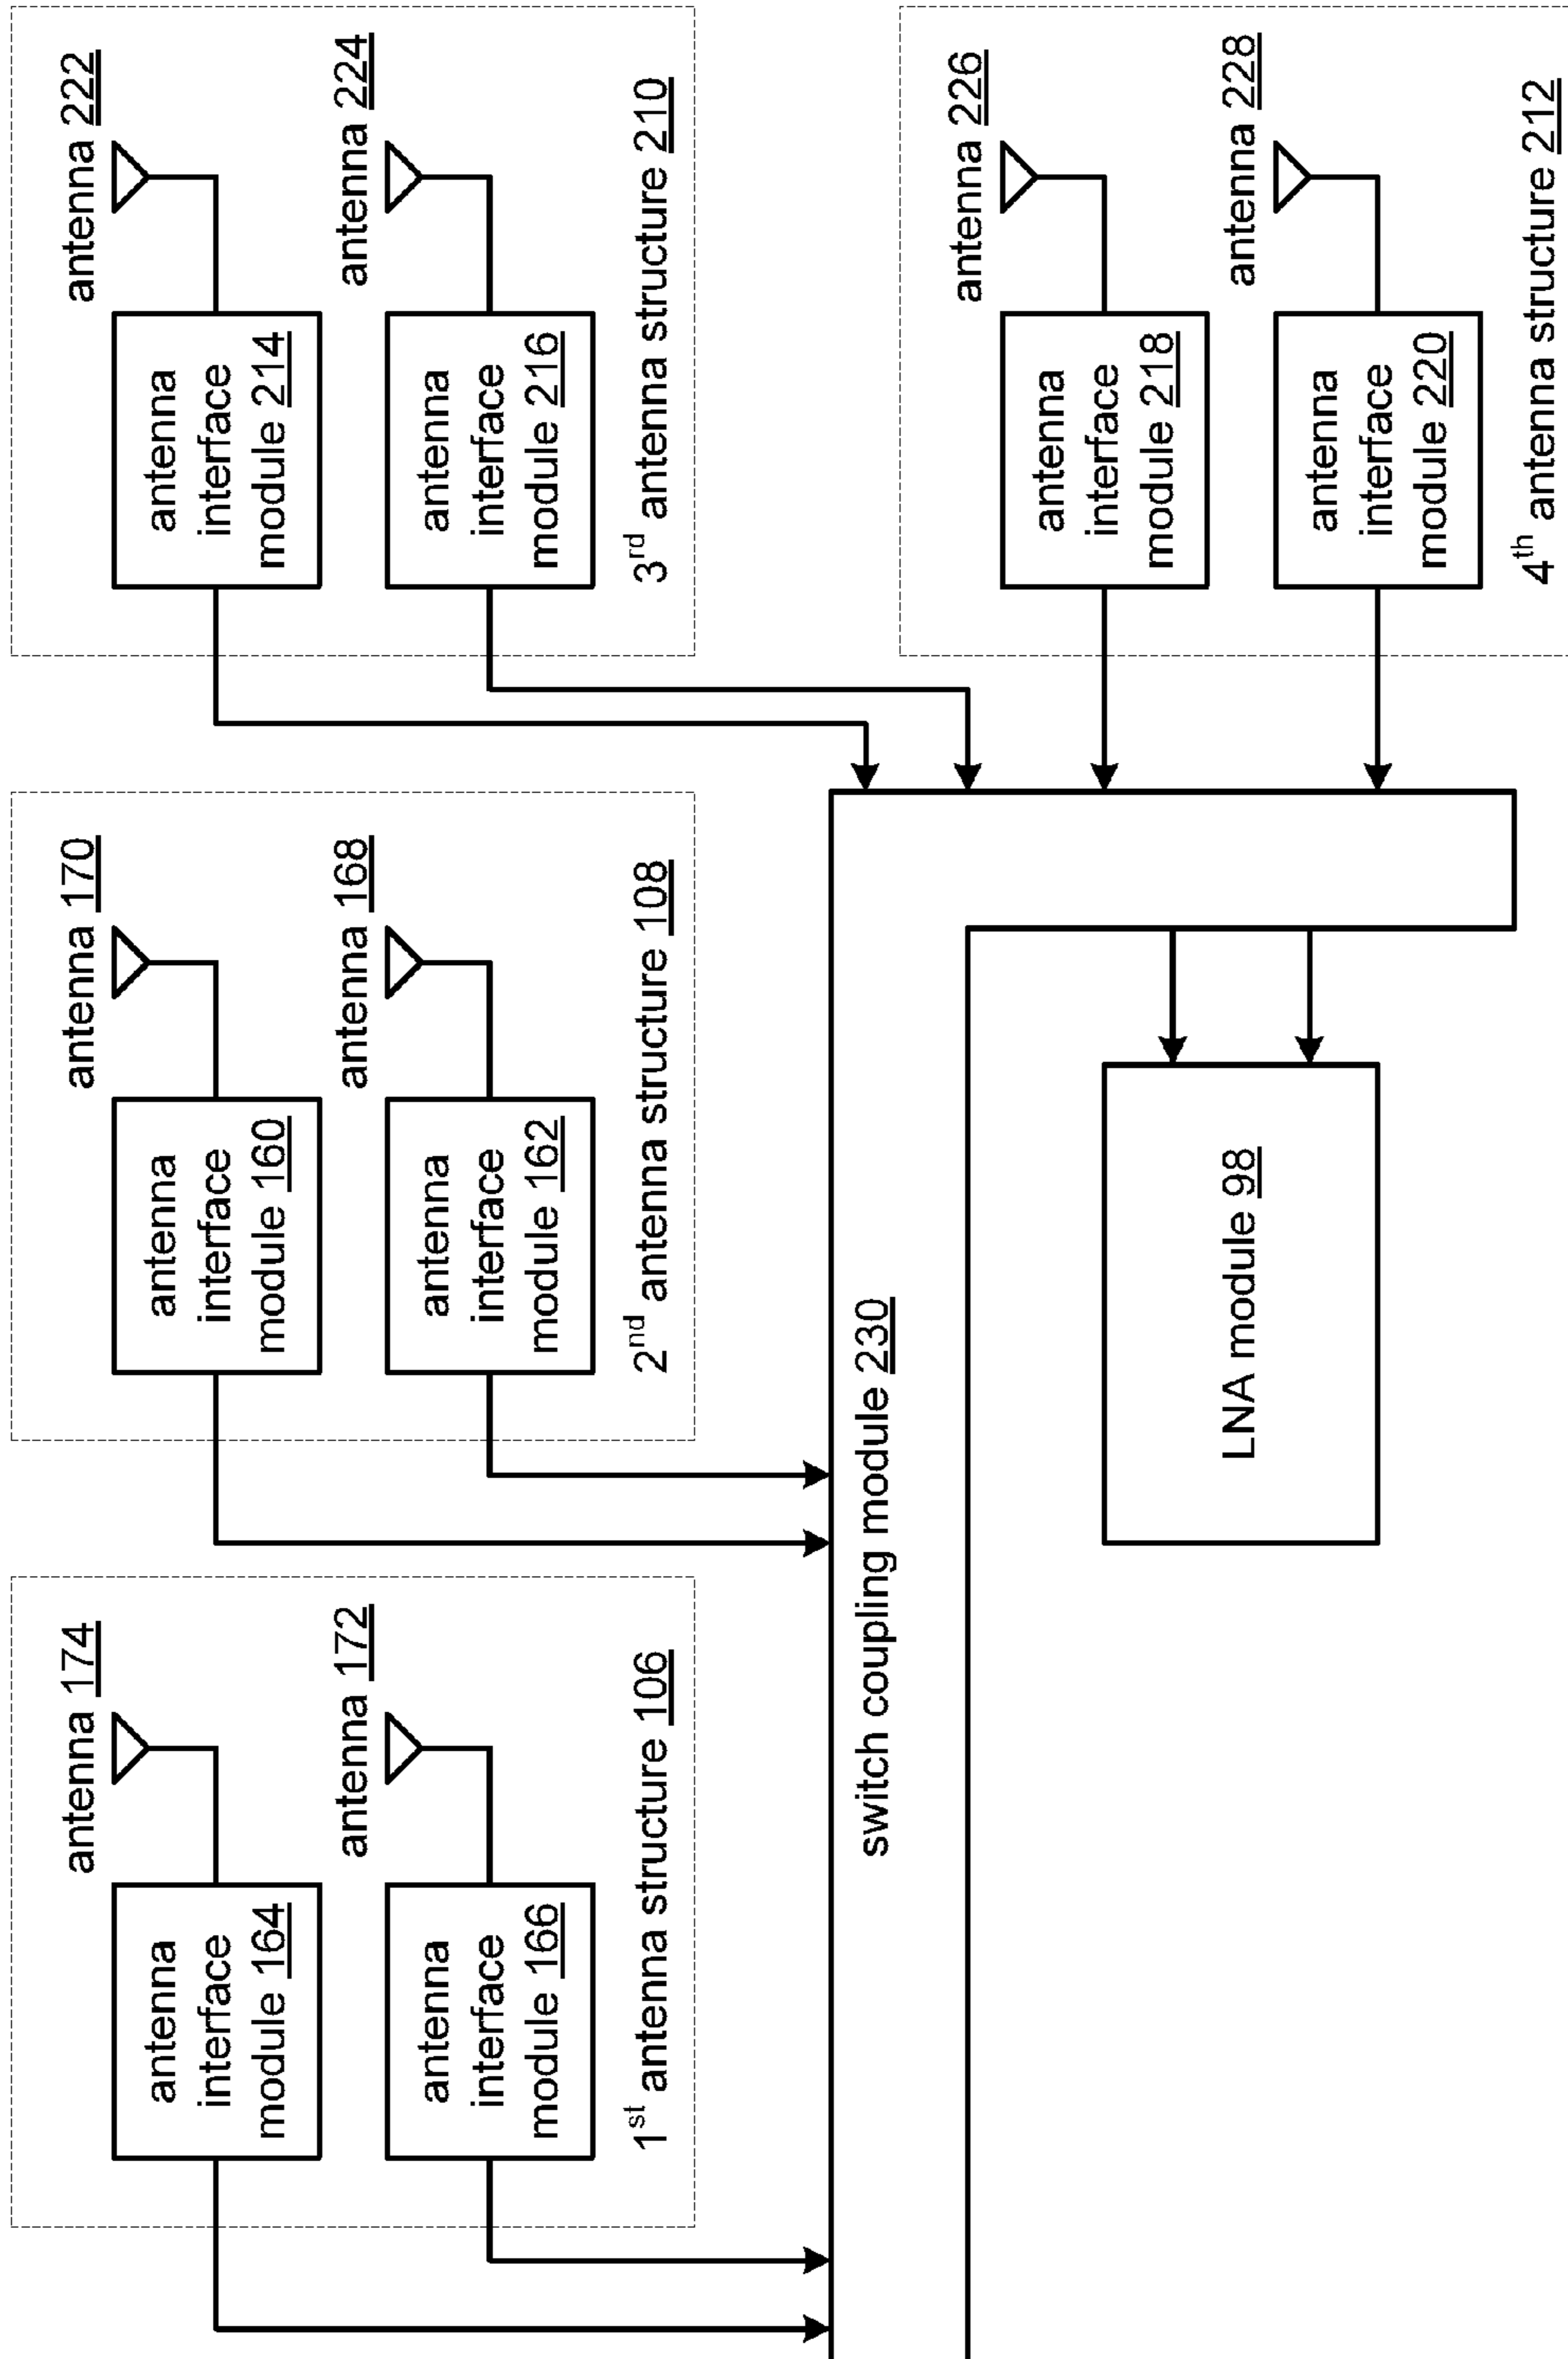 antenna 174
antenna
interface
module 164
antenna 172
antenna
interface
module 166
1st antenna structure 106
antenna 170
antenna
interface
module 160
antenna 168
antenna
interface
module 162
2nd antenna structure 108
antenna 222
antenna
interface
module 214
antenna 224
antenna
interface
module 216
3rd antenna structure 210
switch coupling module 230
LNA module 98
antenna 226
antenna
interface
module 218
antenna 228
antenna
interface
module 220
4th antenna structure 212